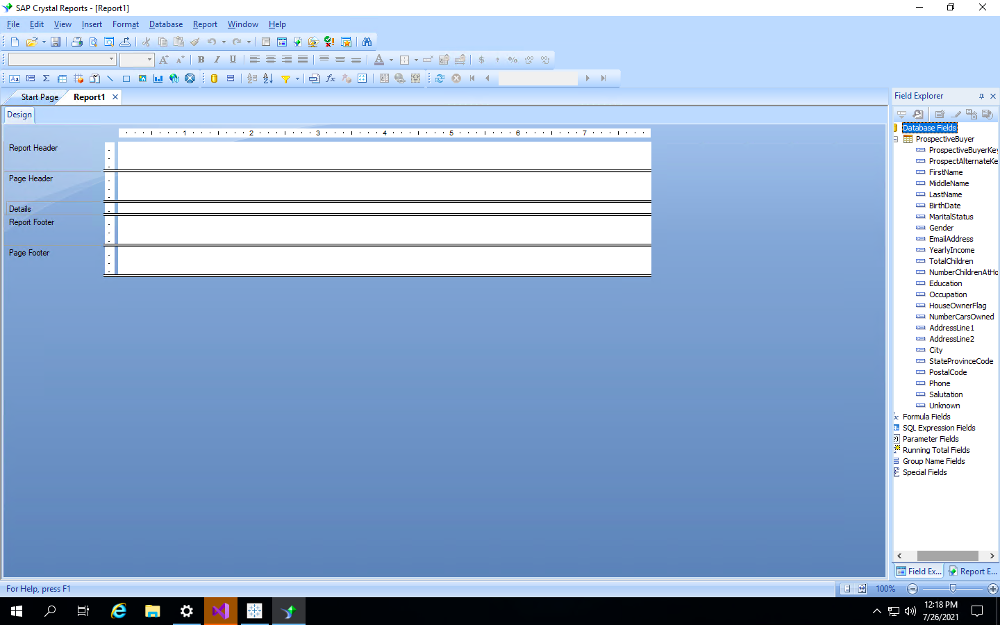 SAP Crystal Reports - [Report1]
File Edit View Insert Format Database Report Window Help
Start Page Report1
Design
1 2 3 4 5 6 7
Report Header
Page Header
Details
Report Footer
Page Footer
Field Explorer
Database Fields
ProspectiveBuyer
ProspectiveBuyerKey
ProspectAlternateKe
FirstName
MiddleName
LastName
BirthDate
MaritalStatus
Gender
EmailAddress
YearlyIncome
TotalChildren
NumberChildrenAtHo
Education
Occupation
HouseOwnerFlag
NumberCarsOwned
AddressLine1
AddressLine2
City
StateProvinceCode
PostalCode
Phone
Salutation
Unknown
Formula Fields
SQL Expression Fields
Parameter Fields
Running Total Fields
Group Name Fields
Special Fields
Field Ex... Report E...
For Help, press F1
100%
12:18 PM
7/26/2021